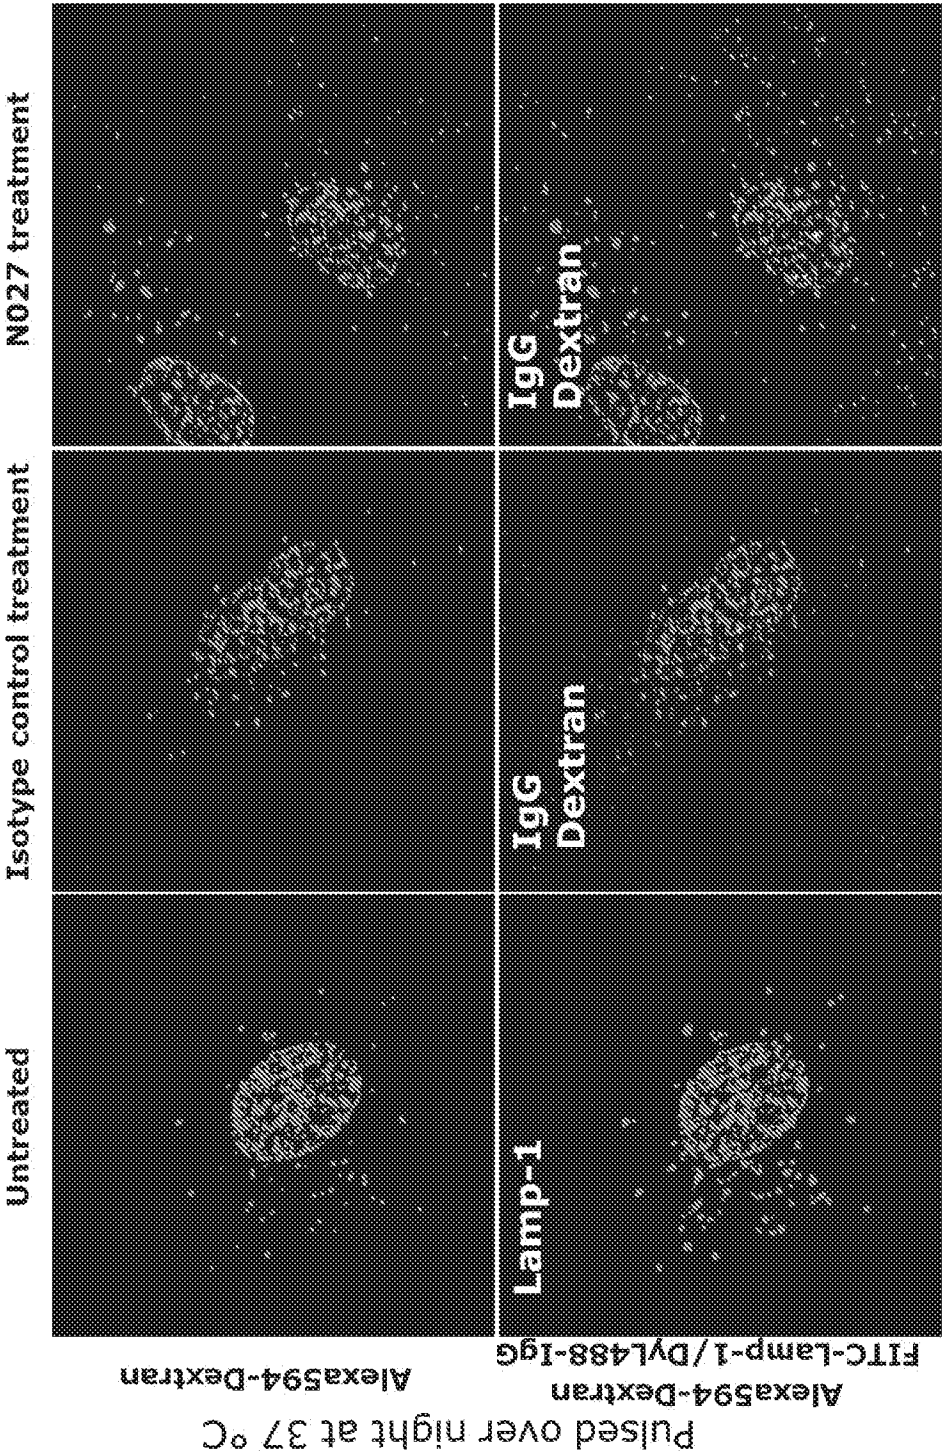 Untreated
Isotype control treatment
N027 treatment
Pulsed over night at 37 °C
Alexa594-Dextran
Alexa594-Dextran
FITC-Lamp-1/DyL488-IgG
Lamp-1
IgG
Dextran
IgG
Dextran